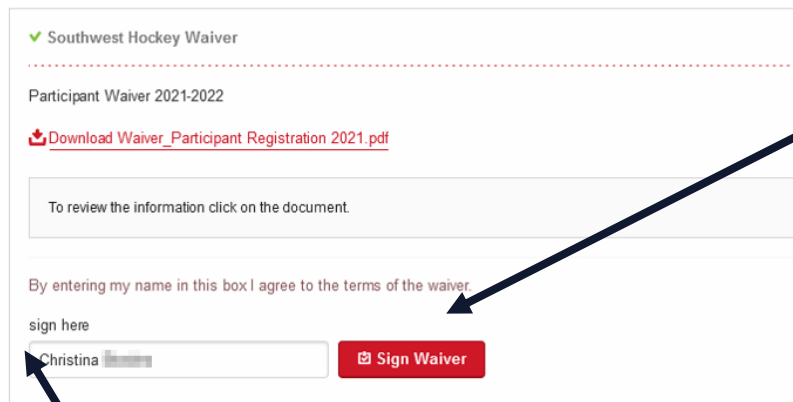 Southwest Hockey Waiver
Participant Waiver 2021-2022
Download Waiver_Participant Registration 2021.pdf
To review the information click on the document.
By entering my name in this box I agree to the terms of the waiver.
sign here
Christina
Sign Waiver